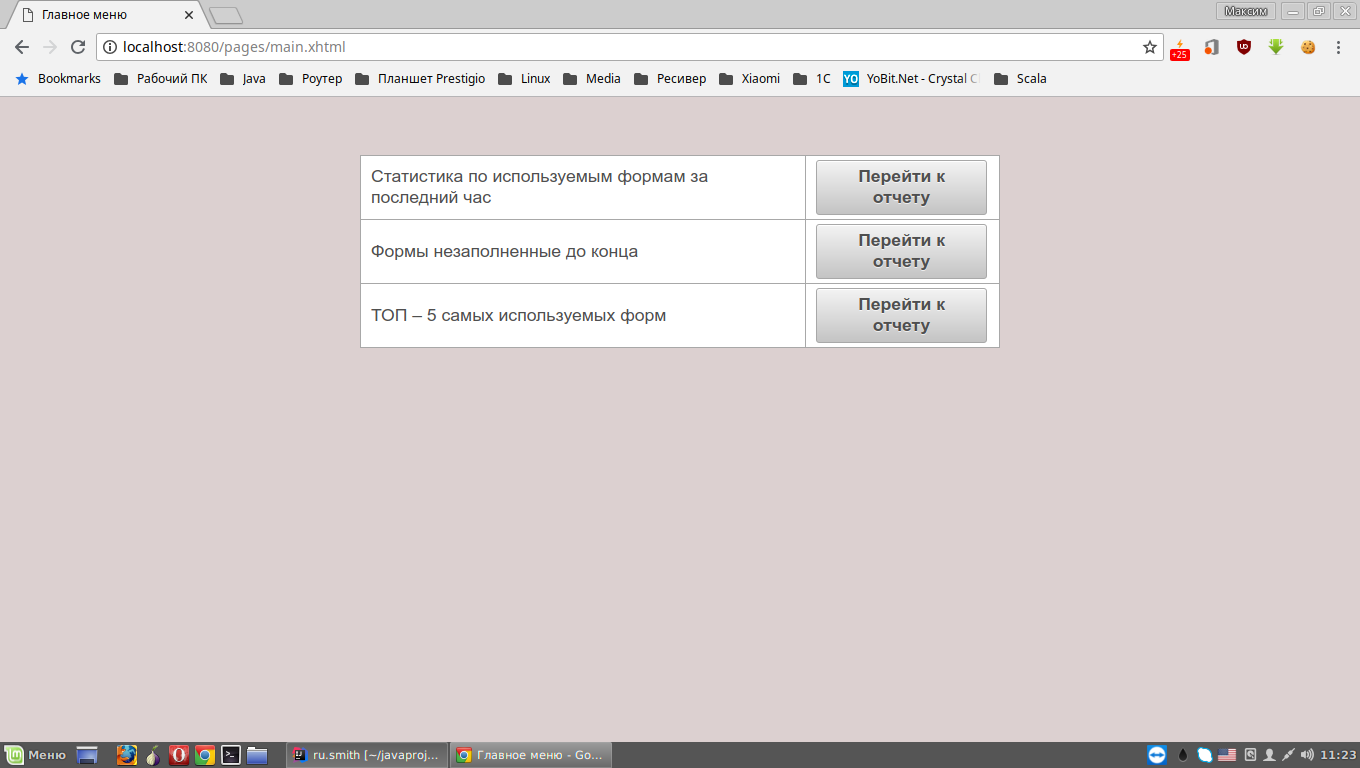 Главное меню
Максим
localhost:8080/pages/main.xhtml
+25
Bookmarks Рабочий ПК Java Роутер Планшет Prestigio Linux Media Ресивер Xiaomi 1С YO YoBit.Net - Crystal C Scala
Статистика по используемым формам за
последний час
Перейти к
отчету
Формы незаполненные до конца
Перейти к
отчету
ТОП – 5 самых используемых форм
Перейти к
отчету
Меню ru.smith [~/javaproj... Главное меню - Go... 11:23